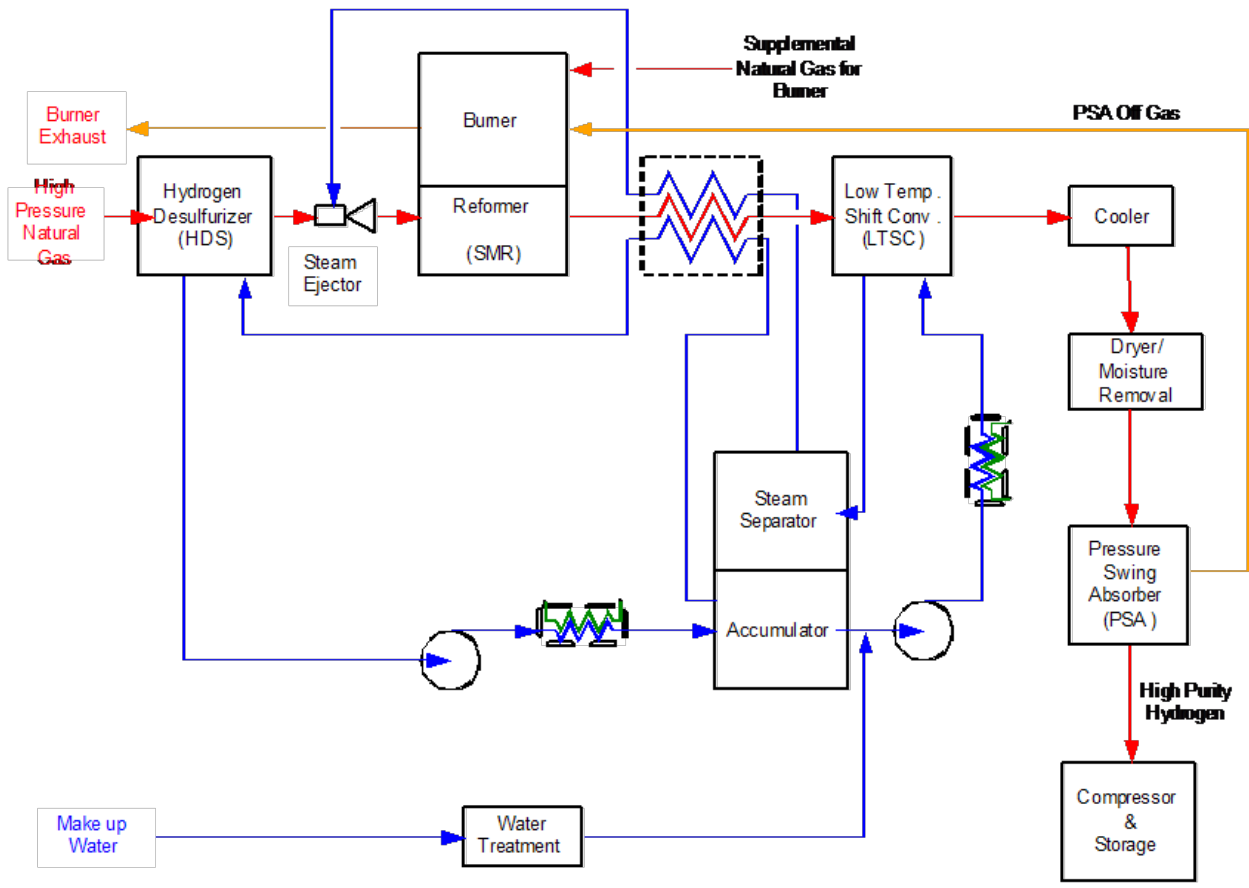 Supplemental
Natural Gas for
Burner
Burner
Exhaust
Burner
PSA Off Gas
High
High
Pressure
Natural
Gas
Hydrogen
Desulfurizer
(HDS)
Steam
Ejector
Reformer
(SMR)
Low Temp.
Shift Conv.
(LTSC)
Cooler
Dryer/
Moisture
Removal
Steam
Separator
Accumulator
Pressure
Swing
Absorber
(PSA)
High Purity
Hydrogen
Compressor
&
Storage
Make up
Water
Water
Treatment